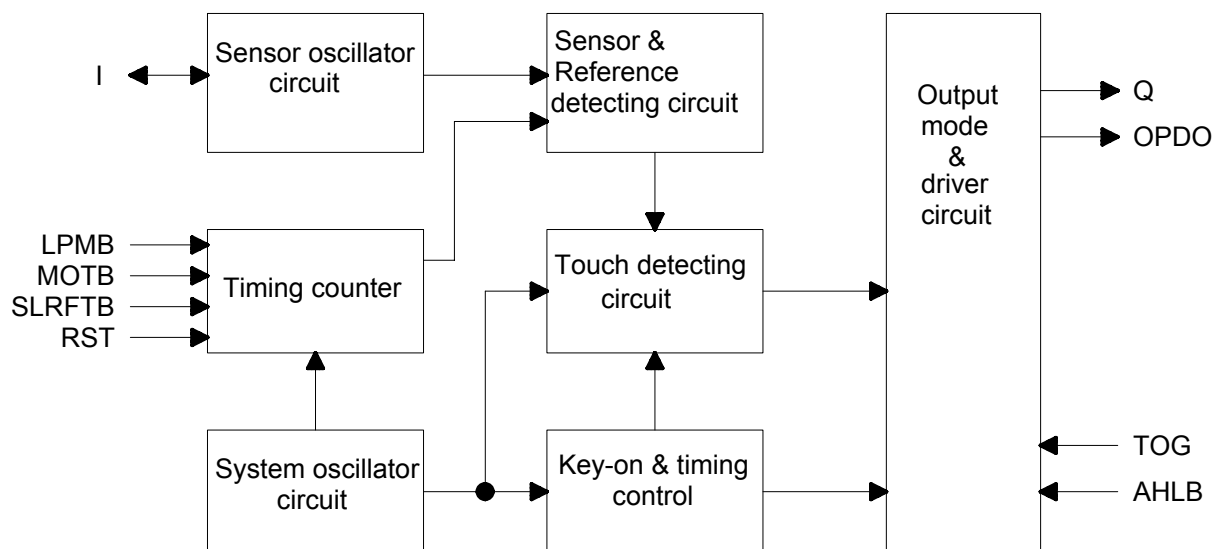 I
Sensor oscillator
circuit
Sensor &
Reference
detecting circuit
Output
mode
&
driver
circuit
Q
OPDO
LPMB
MOTB
SLRFTB
RST
Timing counter
Touch detecting
circuit
System oscillator
circuit
Key-on & timing
control
TOG
AHLB